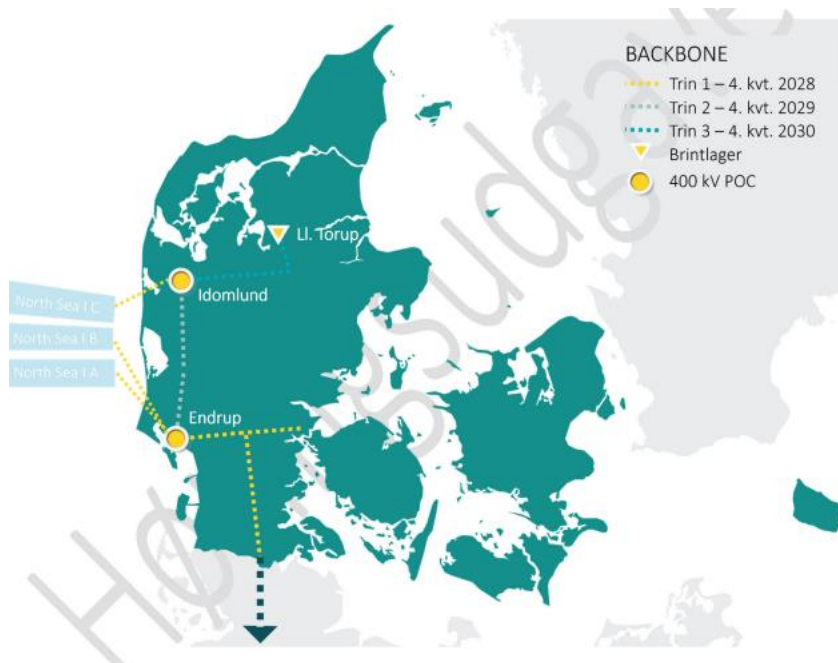 BACKBONE
Trin 1 – 4. kvt. 2028
Trin 2 – 4. kvt. 2029
Trin 3 – 4. kvt. 2030
Brintlager
400 kV POC
Ll. Torup
Idomlund
North Sea I C
North Sea I B
North Sea I A
Endrup
Høringsudga